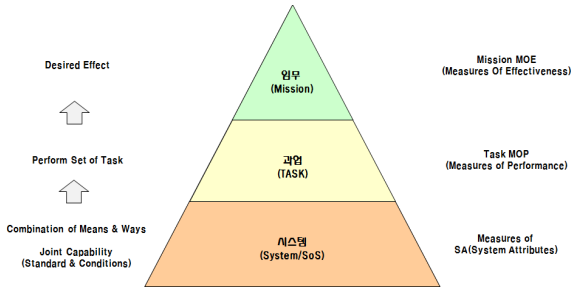 Desired Effect
임무
(Mission)
Mission MOE
(Measures Of Effectiveness)
Perform Set of Task
과업
(TASK)
Task MOP
(Measures of Performance)
Combination of Means & Ways
Joint Capability
(Standard & Conditions)
시스템
(System/SoS)
Measures of
SA(System Attributes)